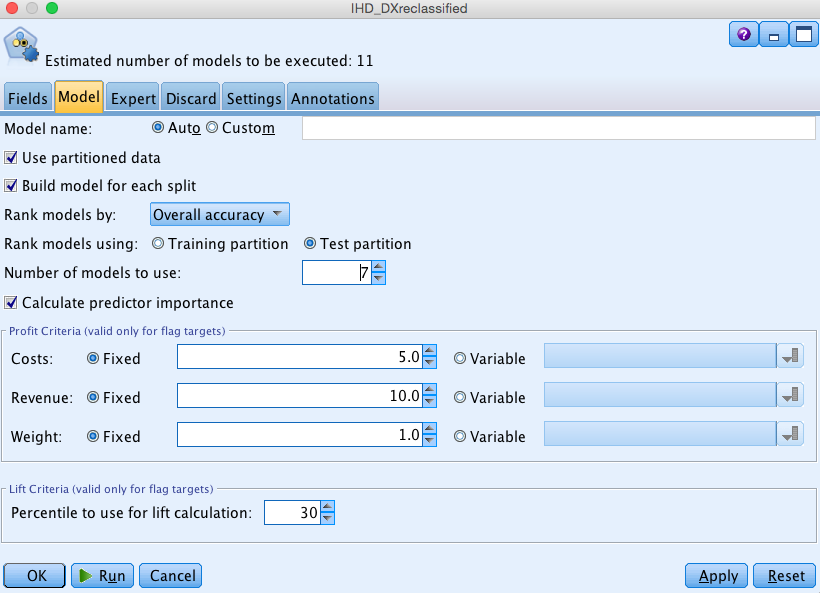 IHD_DXreclassified
Estimated number of models to be executed: 11
Fields Model Expert Discard Settings Annotations
Model name: Auto Custom
Use partitioned data
Build model for each split
Rank models by: Overall accuracy
Rank models using: Training partition Test partition
Number of models to use: 7
Calculate predictor importance
Profit Criteria (valid only for flag targets)
Costs: Fixed 5.0 Variable
Revenue: Fixed 10.0 Variable
Weight: Fixed 1.0 Variable
Lift Criteria (valid only for flag targets)
Percentile to use for lift calculation: 30
OK Run Cancel Apply Reset